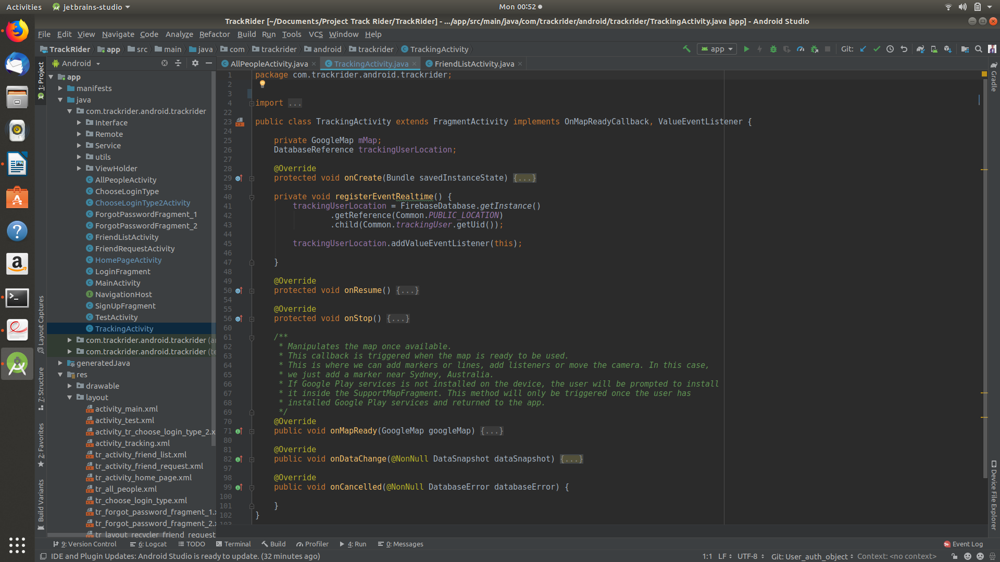 Activities
jetbrains-studio
Mon 00:52
TrackRider [~/Documents/Project Track Rider/TrackRider] - .../app/src/main/java/com/trackrider/android/trackrider/TrackingActivity.java [app] - Android Studio
File Edit View Navigate Code Analyze Refactor Build Run Tools VCS Window Help
TrackRider app src main java com trackrider android trackrider TrackingActivity
app
Git:
Android
AllPeopleActivity.java
TrackingActivity.java
FriendListActivity.java
1: Project
Layout Captures
7: Structure
2: Favorites
Build Variants
app
manifests
java
com.trackrider.android.trackrider
Interface
Remote
Service
utils
ViewHolder
AllPeopleActivity
ChooseLoginType
ChooseLoginType2Activity
ForgotPasswordFragment_1
ForgotPasswordFragment_2
FriendListActivity
FriendRequestActivity
HomePageActivity
LoginFragment
MainActivity
NavigationHost
SignUpFragment
TestActivity
TrackingActivity
com.trackrider.android.trackrider (a
com.trackrider.android.trackrider (te
generatedJava
res
drawable
layout
activity_main.xml
activity_test.xml
activity_tr_choose_login_type_2.x
activity_tracking.xml
tr_activity_friend_list.xml
tr_activity_friend_request.xml
tr_activity_home_page.xml
tr_all_people.xml
tr_choose_login_type.xml
tr_forgot_password_fragment_1.x
tr_forgot_password_fragment_2.x
tr_layout_recycler_friend_request
1 package com.trackrider.android.trackrider;
2
3
4 import ...
22
23 public class TrackingActivity extends FragmentActivity implements OnMapReadyCallback, ValueEventListener {
24
25 private GoogleMap mMap;
26 DatabaseReference trackingUserLocation;
27
28 @Override
29 protected void onCreate(Bundle savedInstanceState) {...}
39
40 private void registerEventRealtime() {
41 trackingUserLocation = FirebaseDatabase.getInstance()
42 .getReference(Common.PUBLIC_LOCATION)
43 .child(Common.trackingUser.getUid());
44
45 trackingUserLocation.addValueEventListener(this);
46
47 }
48
49 @Override
50 protected void onResume() {...}
54
55 @Override
56 protected void onStop() {...}
60
61 /**
62 * Manipulates the map once available.
63 * This callback is triggered when the map is ready to be used.
64 * This is where we can add markers or lines, add listeners or move the camera. In this case,
65 * we just add a marker near Sydney, Australia.
66 * If Google Play services is not installed on the device, the user will be prompted to install
67 * it inside the SupportMapFragment. This method will only be triggered once the user has
68 * installed Google Play services and returned to the app.
69 */
70 @Override
71 public void onMapReady(GoogleMap googleMap) {...}
80
81 @Override
82 public void onDataChange(@NonNull DataSnapshot dataSnapshot) {...}
97
98 @Override
99 public void onCancelled(@NonNull DatabaseError databaseError) {
100
101 }
102 }
103
Gradle
Device File Explorer
9: Version Control 6: Logcat TODO Terminal Build Profiler 4: Run 0: Messages
9+ Event Log
IDE and Plugin Updates: Android Studio is ready to update. (32 minutes ago)
1:1 LF UTF-8 Git: User_auth_object Context: <no context>